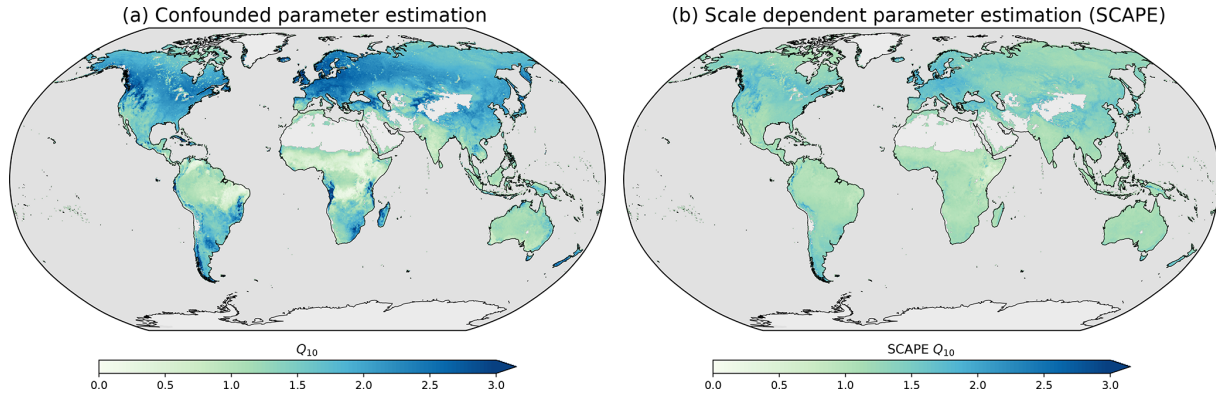 (a) Confounded parameter estimation
(b) Scale dependent parameter estimation (SCAPE)
Q₁₀
0.0 0.5 1.0 1.5 2.0 2.5 3.0
SCAPE Q₁₀
0.0 0.5 1.0 1.5 2.0 2.5 3.0